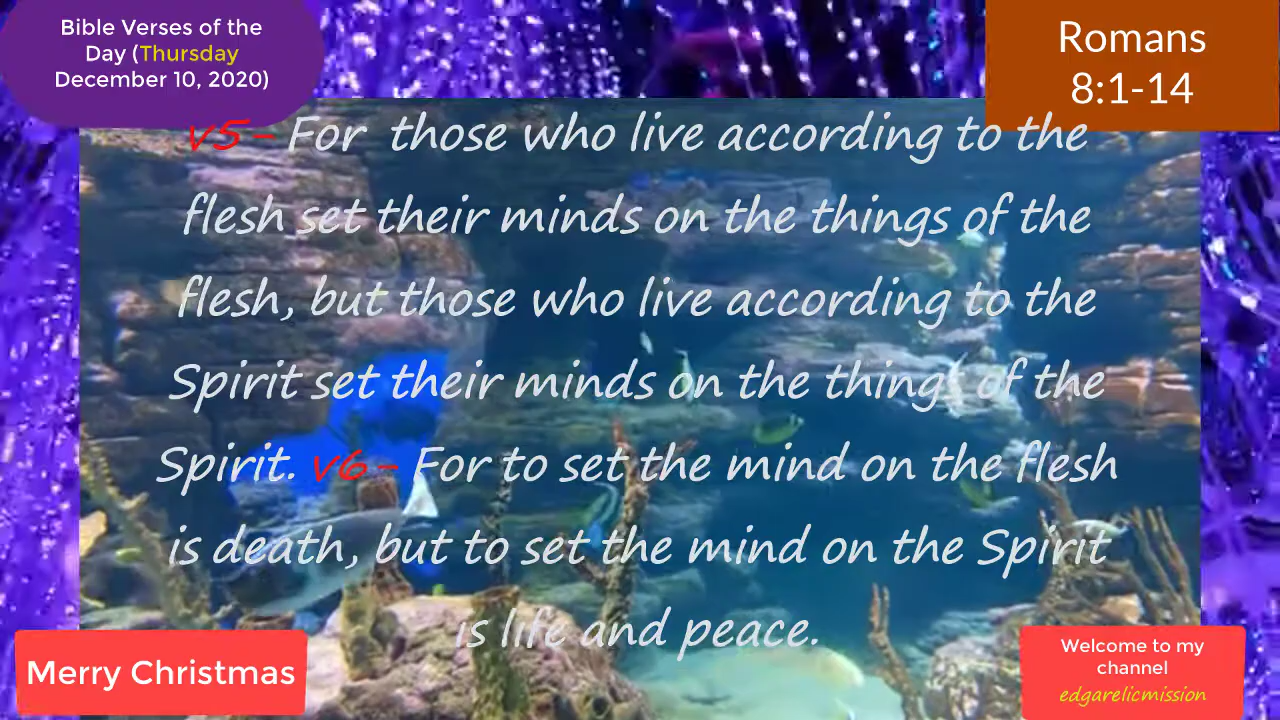 Bible Verses of the
Day (Thursday
December 10, 2020)
Romans
8:1-14
v5 - For those who live according to the
flesh set their minds on the things of the
flesh, but those who live according to the
Spirit set their minds on the things of the
Spirit. v6 - For to set the mind on the flesh
is death, but to set the mind on the Spirit
is life and peace.
Merry Christmas
Welcome to my
channel
edgarelicmission